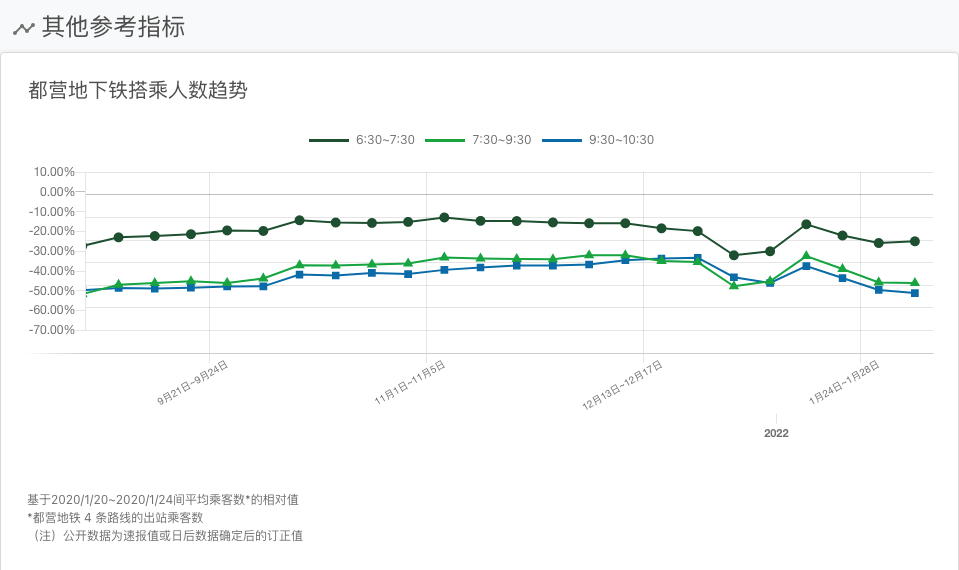 其他参考指标
都营地下铁搭乘人数趋势
6:30~7:30 7:30~9:30 9:30~10:30
10.00%
0.00%
-10.00%
-20.00%
-30.00%
-40.00%
-50.00%
-60.00%
-70.00%
9月21日~9月24日 11月1日~11月5日 12月13日~12月17日 1月24日~1月28日
2022
基于2020/1/20~2020/1/24间平均乘客数*的相对值
*都营地铁 4 条路线的出站乘客数
（注）公开数据为速报值或日后数据确定后的订正值